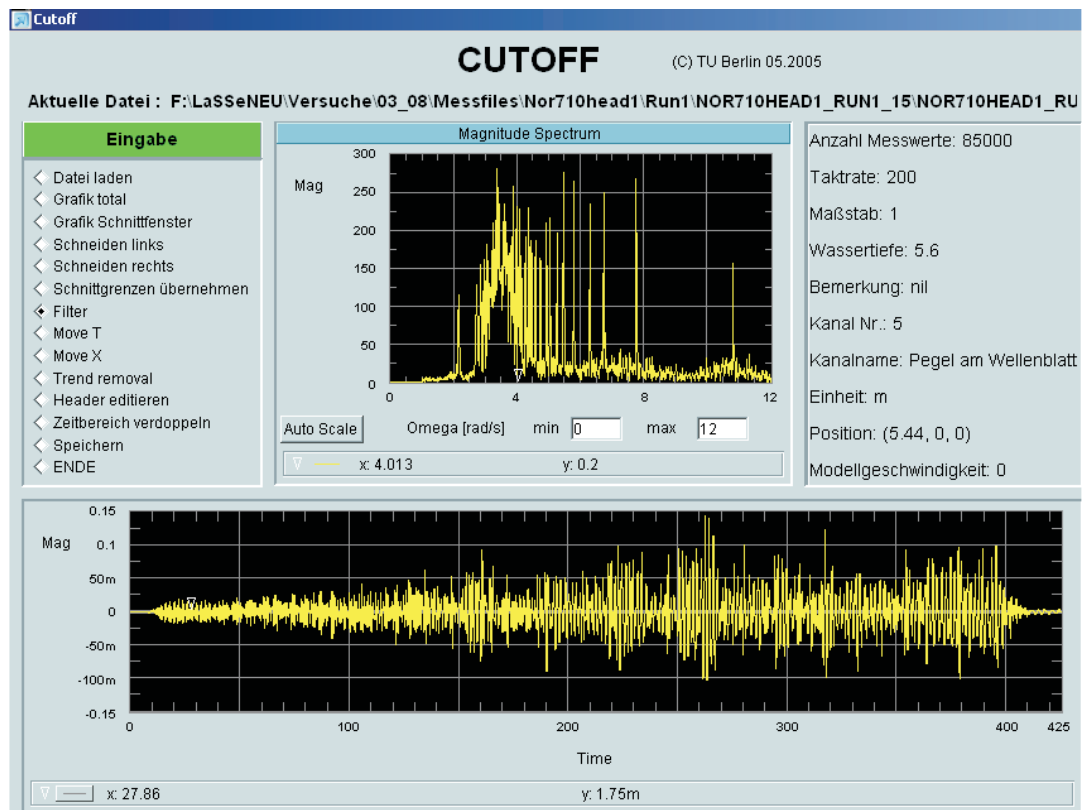 Cutoff
CUTOFF (C) TU Berlin 05.2005
Aktuelle Datei : F:\LaSSeNEU\Versuche\03_08\Messfiles\Nor710head1\Run1\NOR710HEAD1_RUN1_15\NOR710HEAD1_RU
Eingabe
Datei laden
Grafik total
Grafik Schnittfenster
Schneiden links
Schneiden rechts
Schnittgrenzen übernehmen
Filter
Move T
Move X
Trend removal
Header editieren
Zeitbereich verdoppeln
Speichern
ENDE
Magnitude Spectrum
Mag
300
250
200
150
100
50
0
0 4 8 12
Auto Scale Omega [rad/s] min 0 max 12
x: 4.013 y: 0.2
Anzahl Messwerte: 85000
Taktrate: 200
Maßstab: 1
Wassertiefe: 5.6
Bemerkung: nil
Kanal Nr.: 5
Kanalname: Pegel am Wellenblatt
Einheit: m
Position: (5.44, 0, 0)
Modellgeschwindigkeit: 0
Mag
0.15
0.1
50m
0
-50m
-100m
-0.15
0 100 200 300 400 425
Time
x: 27.86 y: 1.75m